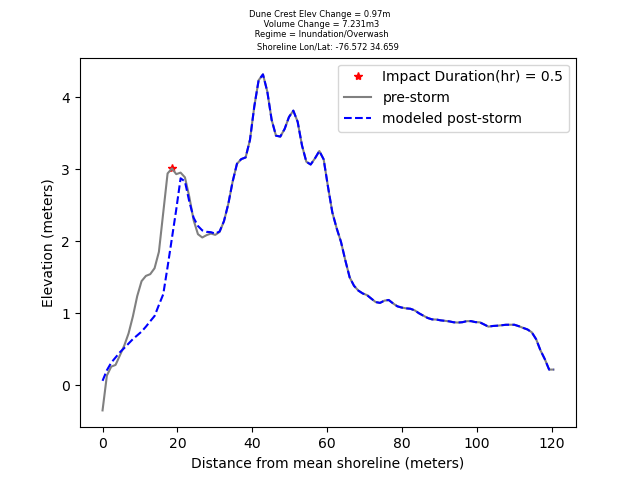 Dune Crest Elev Change = 0.97m
Volume Change = 7.231m3
Regime = Inundation/Overwash
Shoreline Lon/Lat: -76.572 34.659
Impact Duration(hr) = 0.5
pre-storm
modeled post-storm
Elevation (meters)
4
3
2
1
0
0 20 40 60 80 100 120
Distance from mean shoreline (meters)